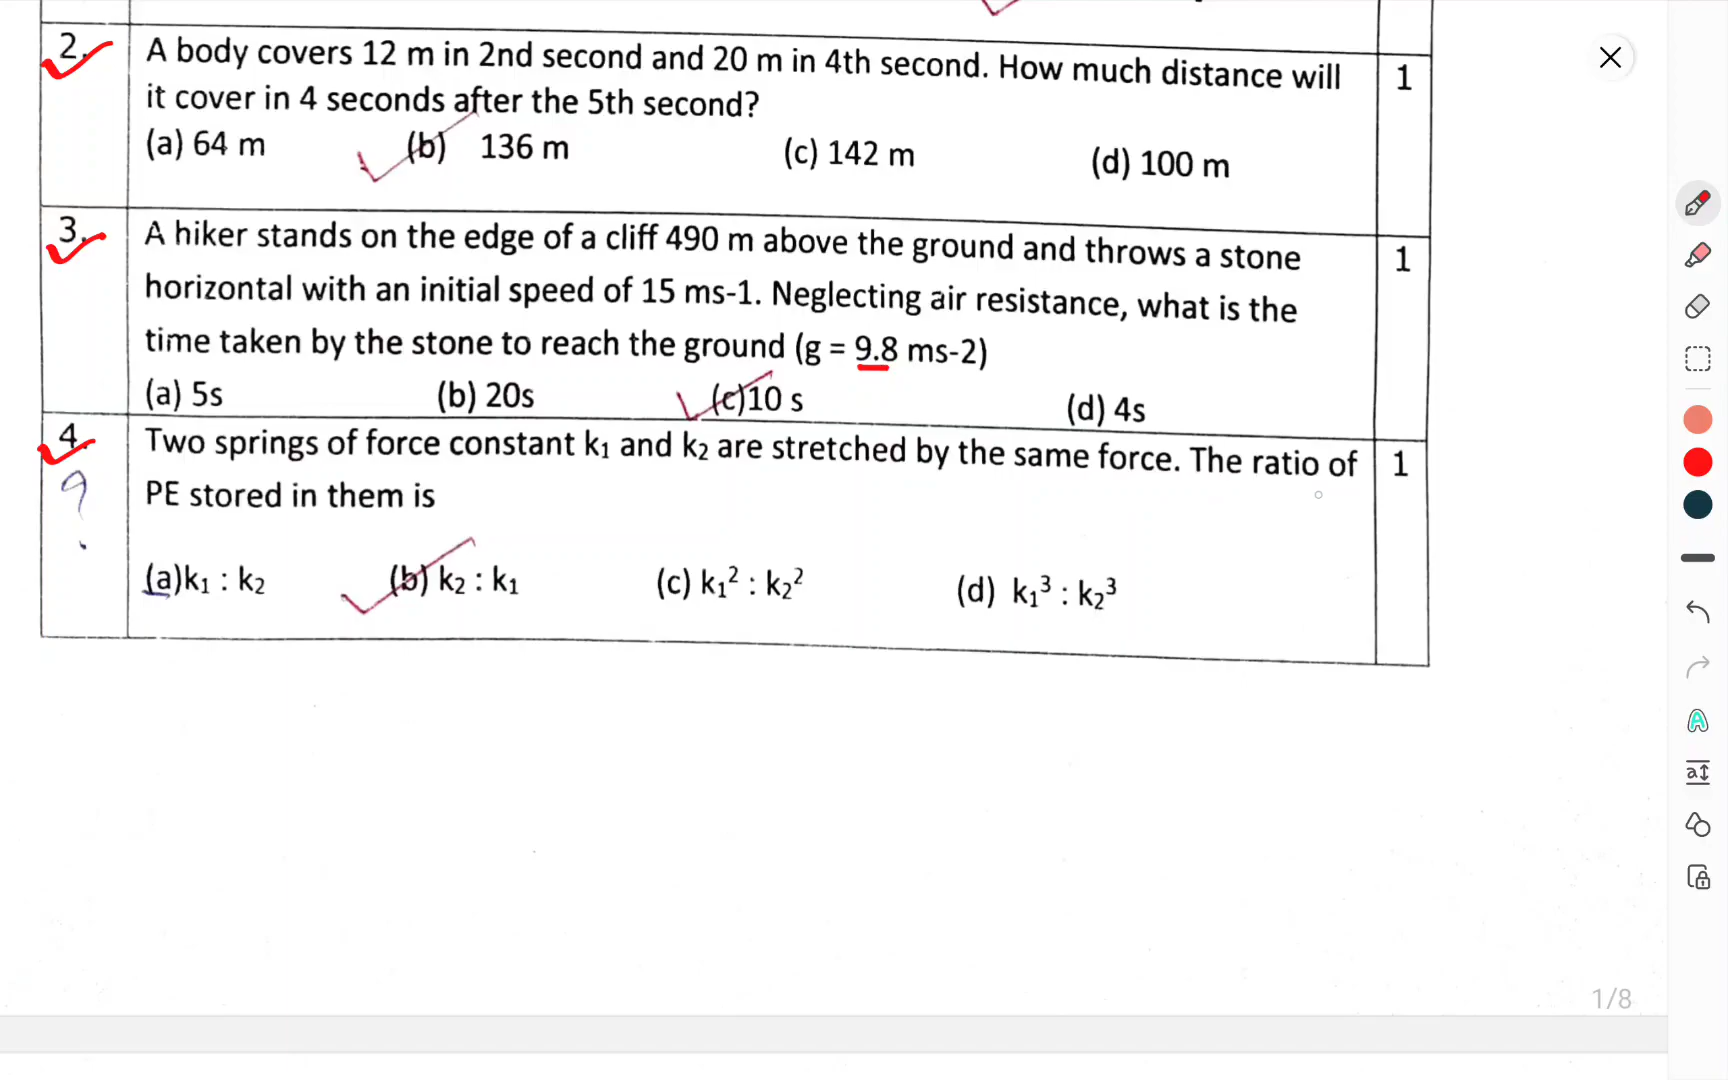 2.
A body covers 12 m in 2nd second and 20 m in 4th second. How much distance will
1
it cover in 4 seconds after the 5th second?
(a) 64 m (b) 136 m (c) 142 m (d) 100 m
3.
A hiker stands on the edge of a cliff 490 m above the ground and throws a stone
1
horizontal with an initial speed of 15 ms-1. Neglecting air resistance, what is the
time taken by the stone to reach the ground (g = 9.8 ms-2)
(a) 5s (b) 20s (c)10 s (d) 4s
4
Two springs of force constant k₁ and k₂ are stretched by the same force. The ratio of
1
?
PE stored in them is
(a)k₁ : k₂ (b) k₂ : k₁ (c) k₁² : k₂² (d) k₁³ : k₂³
1/8